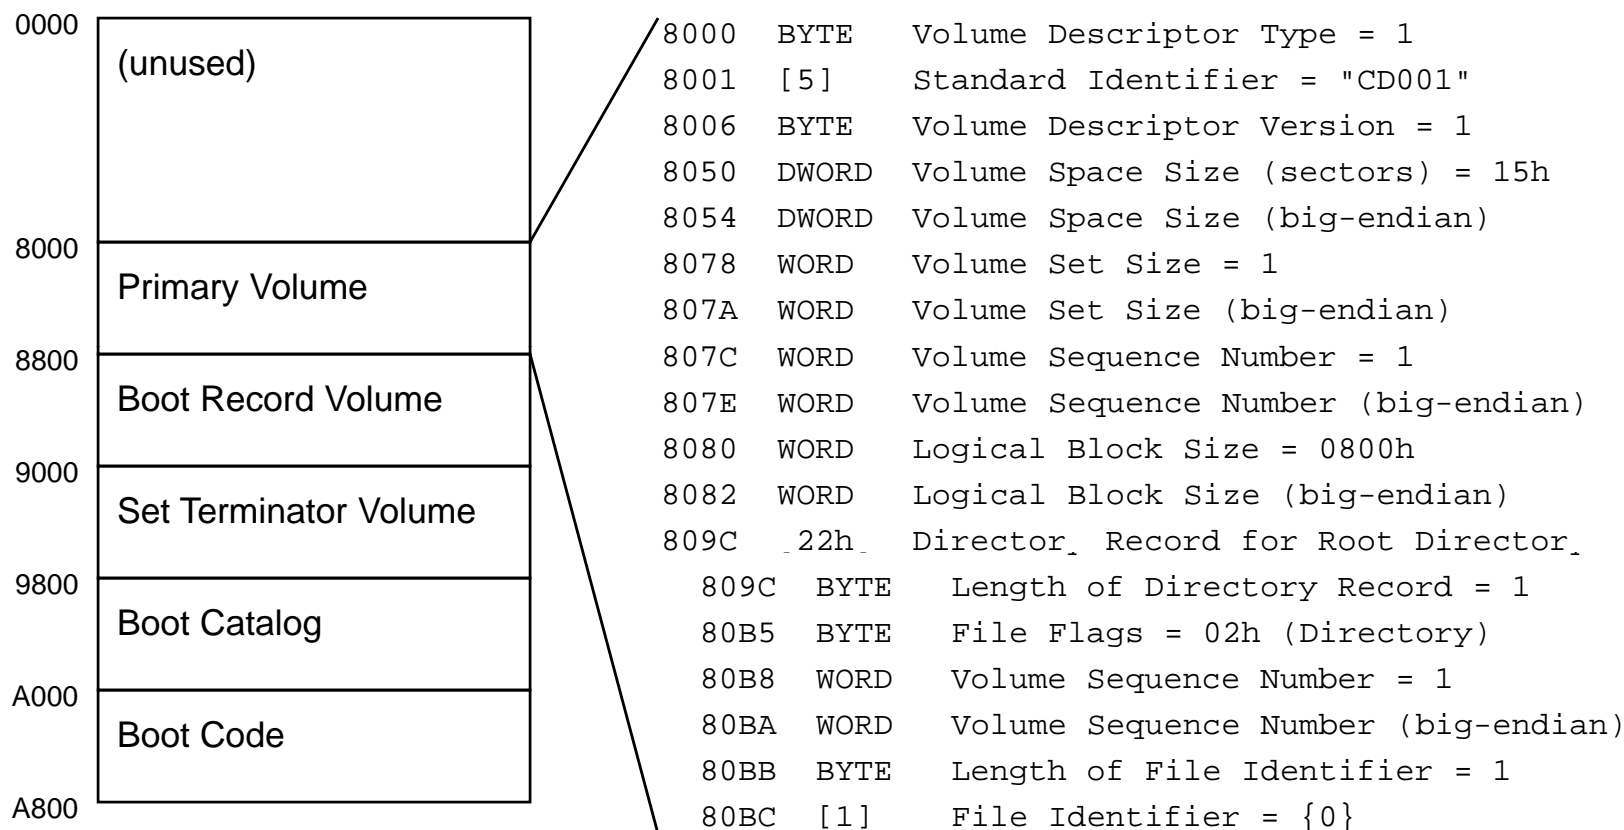 0000
(unused)
8000
Primary Volume
8800
Boot Record Volume
9000
Set Terminator Volume
9800
Boot Catalog
A000
Boot Code
A800
8000 BYTE Volume Descriptor Type = 1
8001 [5] Standard Identifier = "CD001"
8006 BYTE Volume Descriptor Version = 1
8050 DWORD Volume Space Size (sectors) = 15h
8054 DWORD Volume Space Size (big-endian)
8078 WORD Volume Set Size = 1
807A WORD Volume Set Size (big-endian)
807C WORD Volume Sequence Number = 1
807E WORD Volume Sequence Number (big-endian)
8080 WORD Logical Block Size = 0800h
8082 WORD Logical Block Size (big-endian)
809C [22h] Directory Record for Root Directory
809C BYTE Length of Directory Record = 1
80B5 BYTE File Flags = 02h (Directory)
80B8 WORD Volume Sequence Number = 1
80BA WORD Volume Sequence Number (big-endian)
80BB BYTE Length of File Identifier = 1
80BC [1] File Identifier = {0}